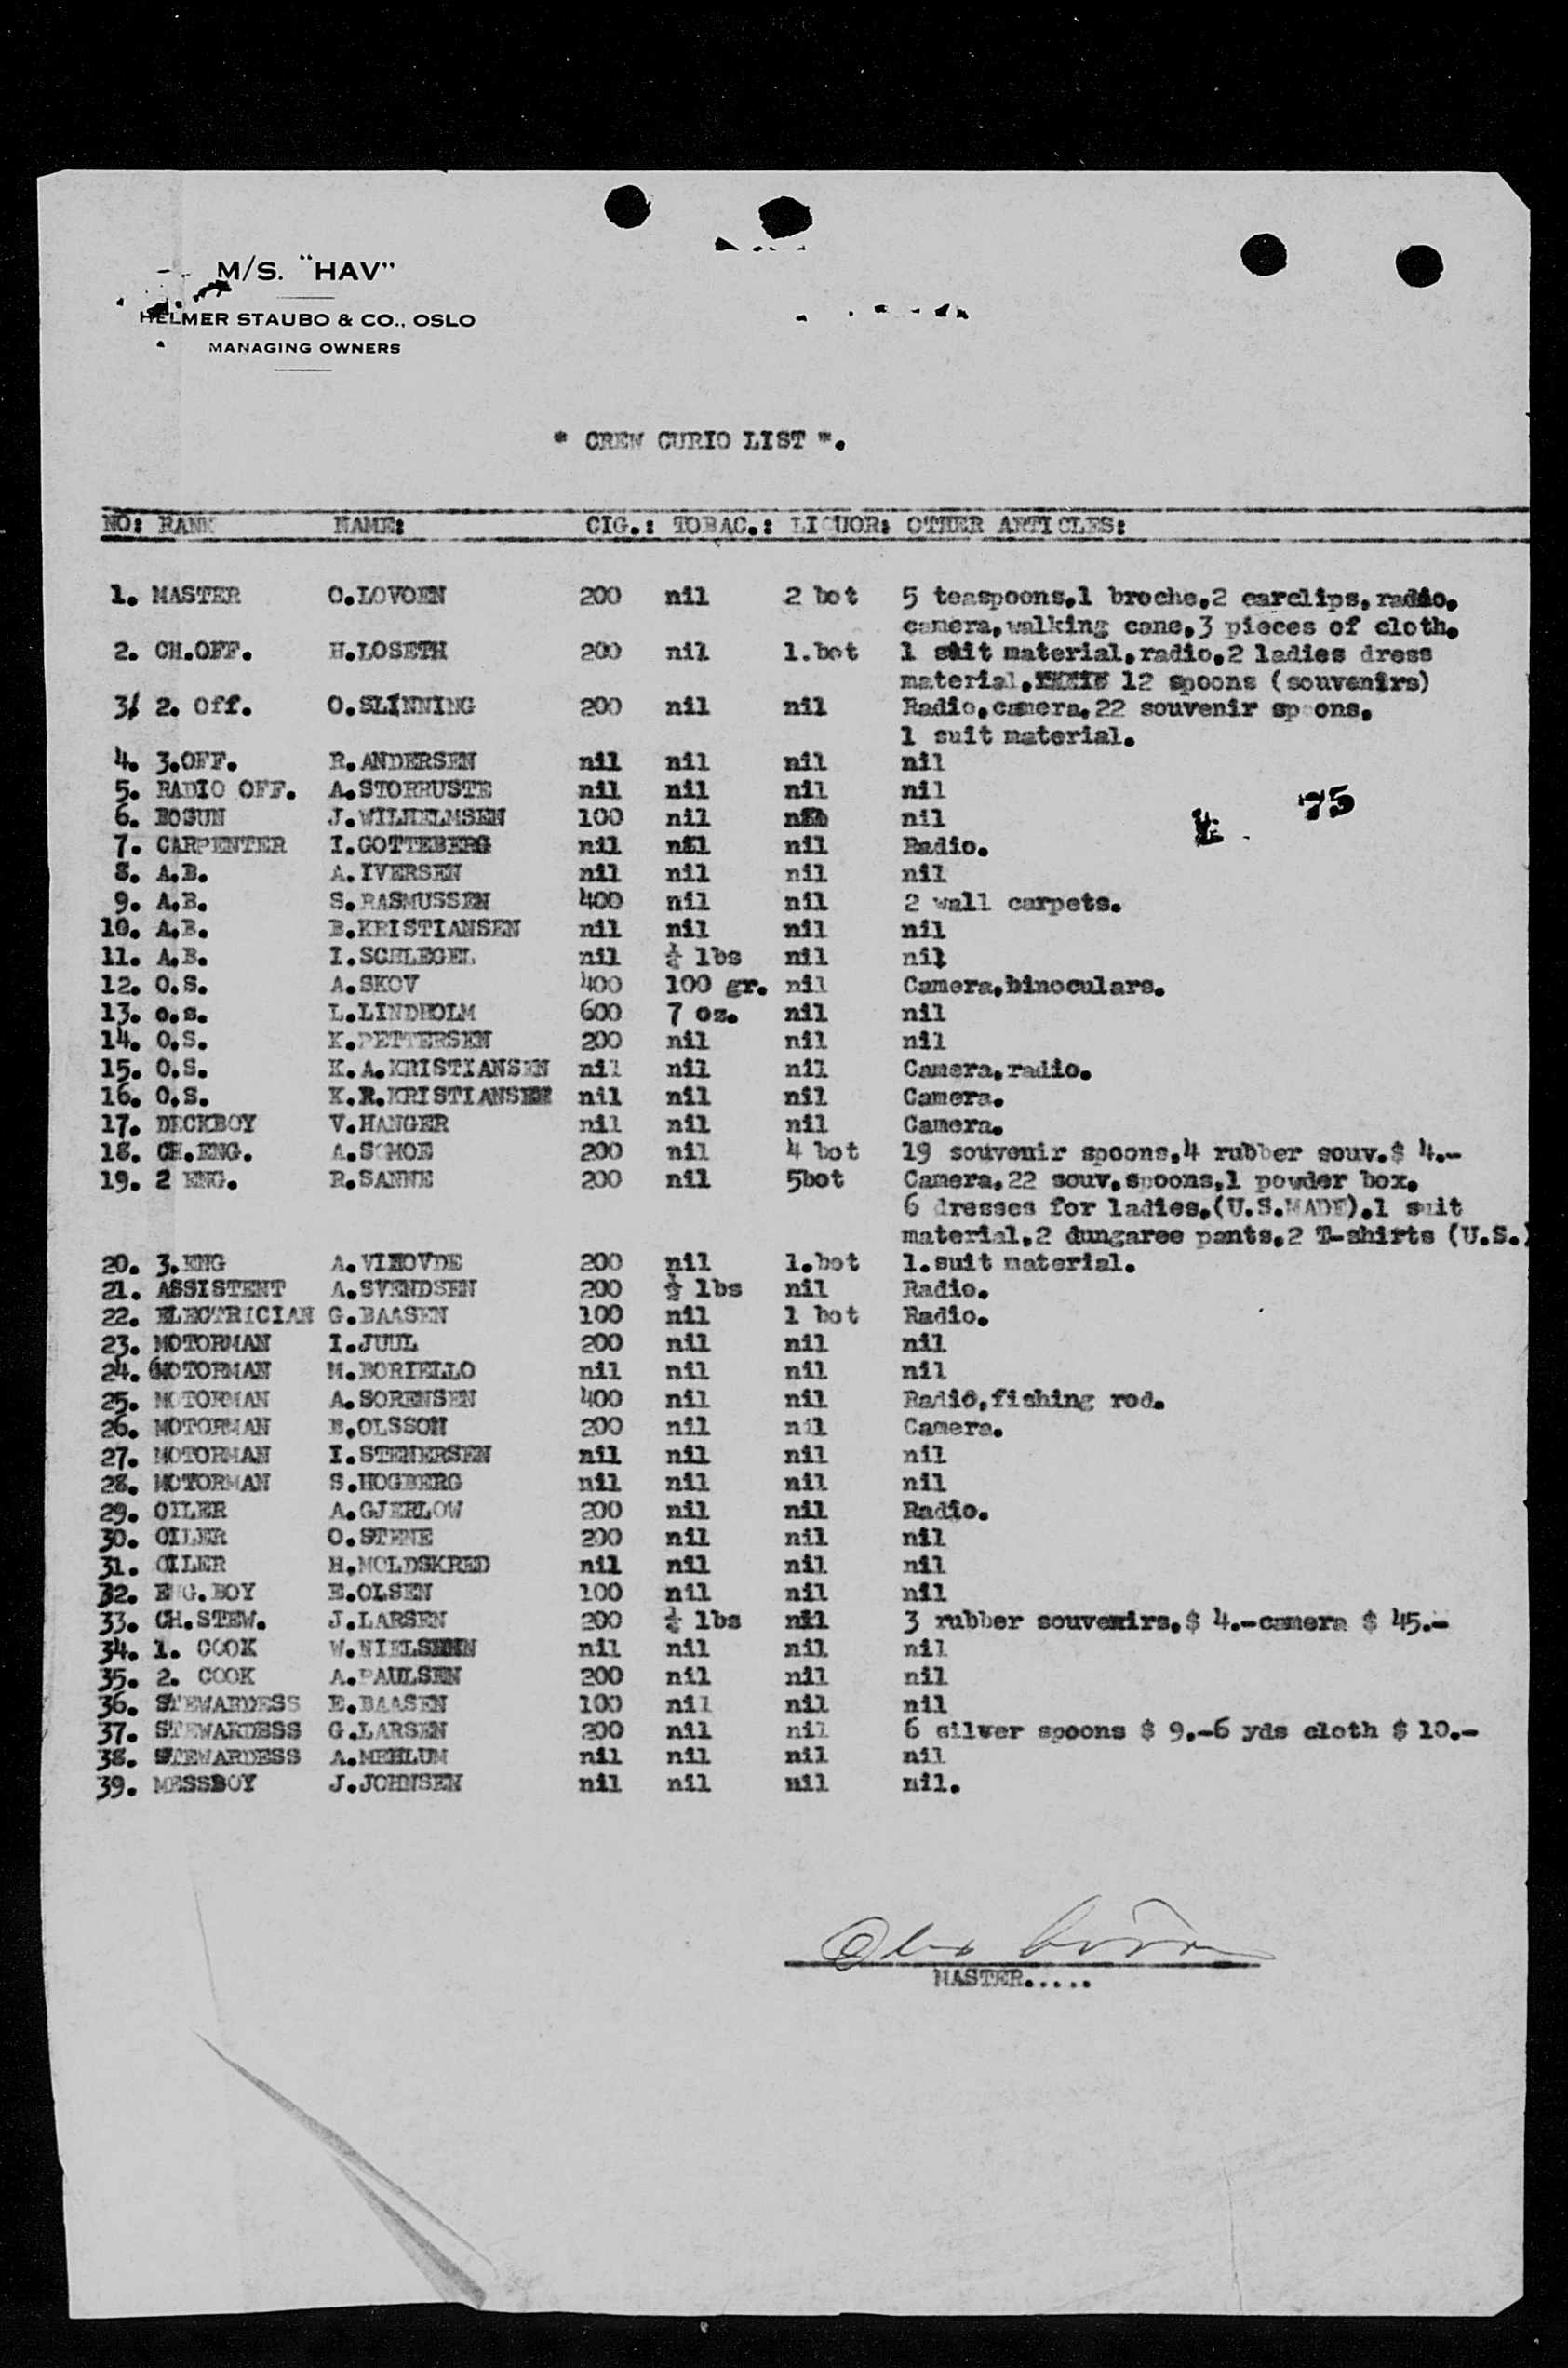 M/S. "HAV"
HELMER STAUBO & CO., OSLO
MANAGING OWNERS
* CREW CURIO LIST *.
NO: RANK NAME: CIG.: TOBAC.: LIQUOR: OTHER ARTICLES:
1. MASTER O.LOVOEN 200 nil 2 bot 5 teaspoons,1 broche,2 earclips,radio,
camera,walking cane,3 pieces of cloth.
2. CH.OFF. H.LOSETH 200 nil 1.bot 1 suit material,radio,2 ladies dress
material, 12 spoons (souvenirs)
3/ 2. Off. O.SLINNING 200 nil nil Radio,camera,22 souvenir spoons,
1 suit material.
4. 3.OFF. R.ANDERSEN nil nil nil nil
5. RADIO OFF. A.STORRUSTE nil nil nil nil
6. BOSUN J.WILHELMSEN 100 nil nil nil
7. CARPENTER I.GOTTEBERG nil nil nil Radio.
8. A.B. A.IVERSEN nil nil nil nil
9. A.B. S.RASMUSSEN 400 nil nil 2 wall carpets.
10. A.B. B.KRISTIANSEN nil nil nil nil
11. A.B. I.SCHLEGEL nil lbs nil nil
12. O.S. A.SKOV 400 100 gr. nil Camera,binoculars.
13. o.s. L.LINDHOLM 600 7 oz. nil nil
14. O.S. K.PETTERSEN 200 nil nil nil
15. O.S. K.A.KRISTIANSEN nil nil nil Camera,radio.
16. O.S. K.R.KRISTIANSEN nil nil nil Camera.
17. DECKBOY V.HANGER nil nil nil Camera.
18. CH.ENG. 200 nil 4 bot 19 souvenir spoons,4 rubber souv.$ 4.-
19. 2 ENG. R.SANNE 200 nil 5bot Camera,22 souv,spoons,1 powder box,
6 dresses for ladies,(U.S.MADE).1 suit
material,2 dungaree pants,2 T-shirts (U.S.)
20. 3.ENG 200 nil 1.bot 1.suit material.
21. ASSISTENT A.SVENDSEN 200 ½ lbs nil Radio.
22. ELECTRICIAN G.BAASEN 100 nil 1 bot Radio.
23. MOTORMAN I.JUUL 200 nil nil nil
24. MOTORMAN M.BORIELLO nil nil nil nil
25. MOTORMAN A.SORENSEN 400 nil nil Radio,fishing rod.
26. MOTORMAN B.OLSSON 200 nil nil Camera.
27. MOTORMAN I.STENERSEN nil nil nil nil
28. MOTORMAN S.HOGBERG nil nil nil nil
29. OILER A.GJERLOW 200 nil nil Radio.
30. OILER O.STENE 200 nil nil nil
31. OILER H.MOLDSKRED nil nil nil nil
32. ENG.BOY E.OLSEN 100 nil nil nil
33. CH.STEW. J.LARSEN 200 lbs nil 3 rubber souvenirs,$ 4.-camera $ 45.-
34. 1. COOK W.NIELSEN nil nil nil nil
35. 2. COOK A.PAULSEN 200 nil nil nil
36. STEWARDESS E.BAASEN 100 nil nil nil
37. STEWARDESS G.LARSEN 200 nil nil 6 silver spoons $ 9.-6 yds cloth $ 10.-
38. STEWARDESS A.MEHLUM nil nil nil nil
39. MESSBOY J.JOHNSEN nil nil nil nil.
75
MASTER.....